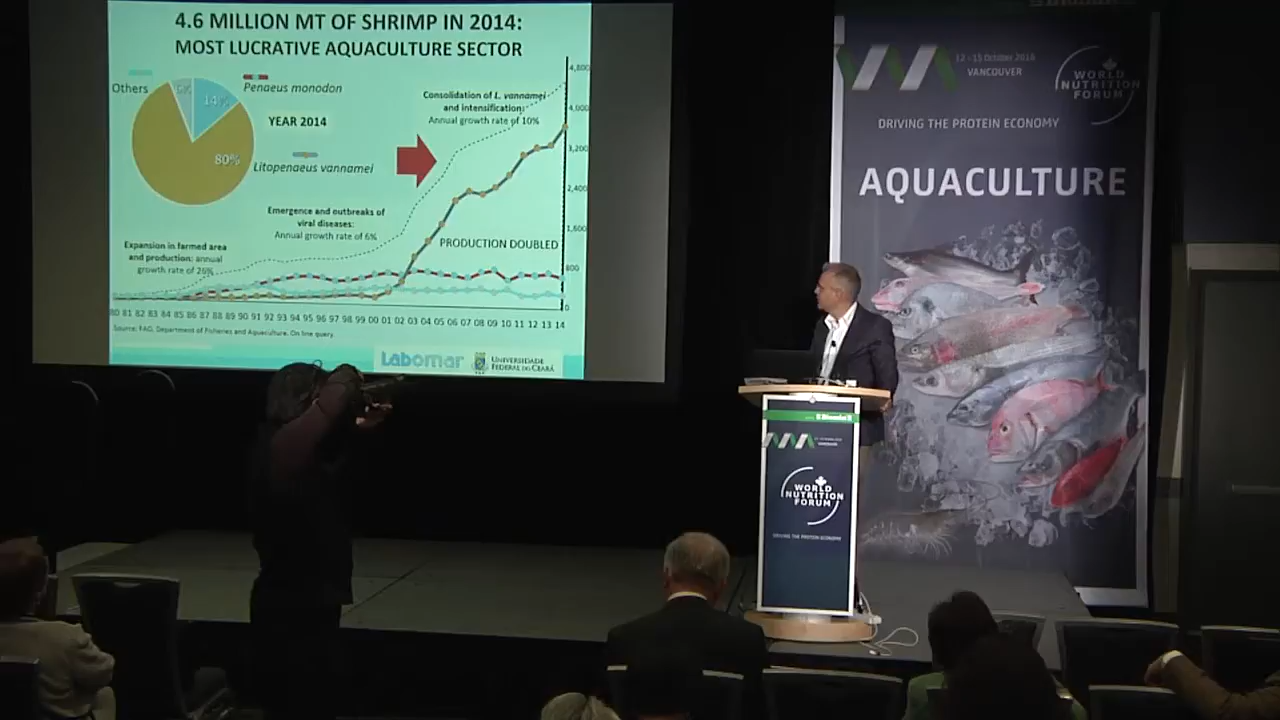 4.6 MILLION MT OF SHRIMP IN 2014:
MOST LUCRATIVE AQUACULTURE SECTOR
Others
14%
Penaeus monodon
YEAR 2014
80%
Litopenaeus vannamei
Consolidation of L. vannamei
and intensification:
Annual growth rate of 10%
Emergence and outbreaks of
viral diseases:
Annual growth rate of 6%
Expansion in farmed area
and production: annual
growth rate of 26%
PRODUCTION DOUBLED
4,800
4,000
3,200
2,400
1,600
800
0
80 81 82 83 84 85 86 87 88 89 90 91 92 93 94 95 96 97 98 99 00 01 02 03 04 05 06 07 08 09 10 11 12 13 14
Source: FAO, Department of Fisheries and Aquaculture. On line query.
Labomar
UNIVERSIDADE
FEDERAL DO CEARÁ
12 - 15 October 2016
VANCOUVER
WORLD
NUTRITION
FORUM
DRIVING THE PROTEIN ECONOMY
AQUACULTURE
VANCOUVER
WORLD
NUTRITION
FORUM
DRIVING THE PROTEIN ECONOMY